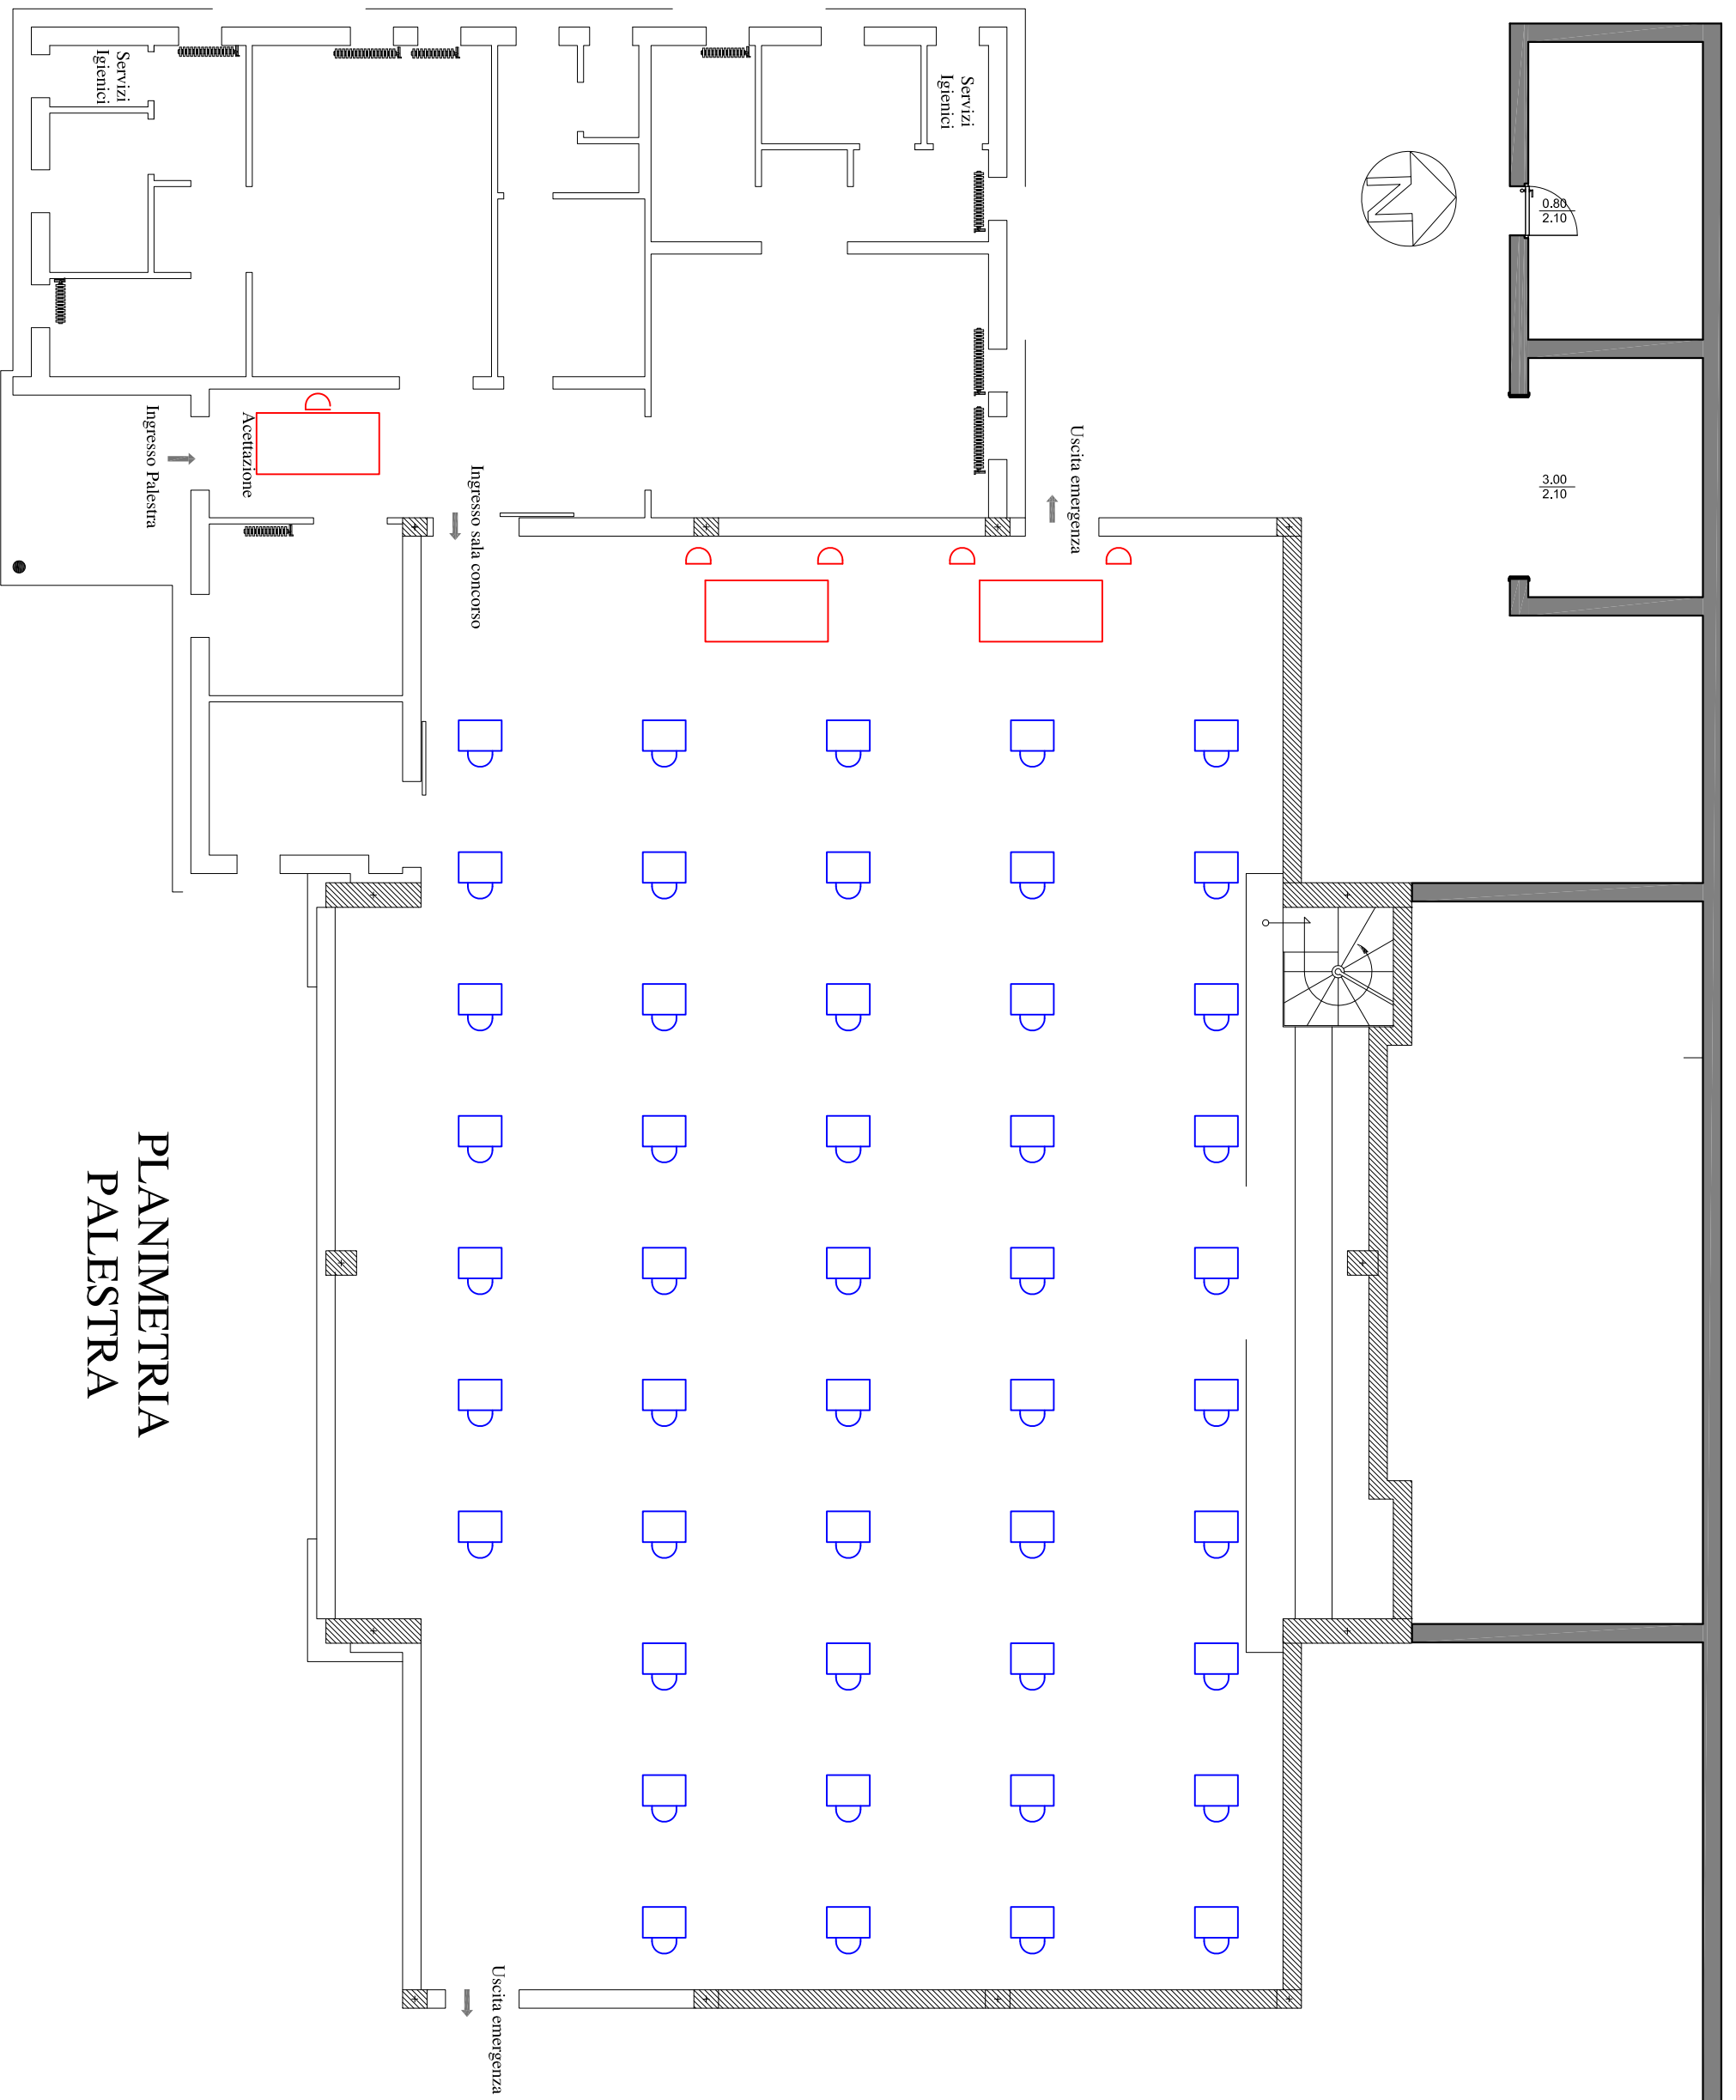 Servizi
Igienici
Servizi
Igienici
N
0.80
2.10
3.00
2.10
Uscita emergenza
Ingresso sala concorso
Acettazione
Ingresso Palestra
PLANIMETRIA
PALESTRA
Uscita emergenza